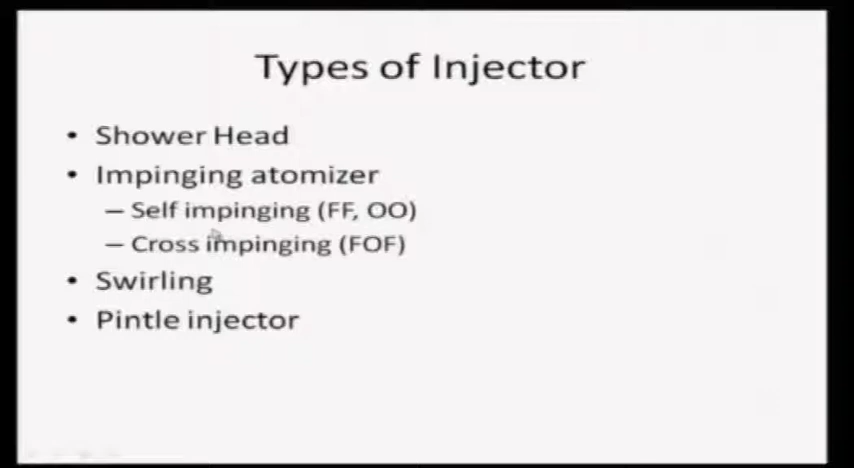 Types of Injector
• Shower Head
• Impinging atomizer
– Self impinging (FF, OO)
– Cross impinging (FOF)
• Swirling
• Pintle injector